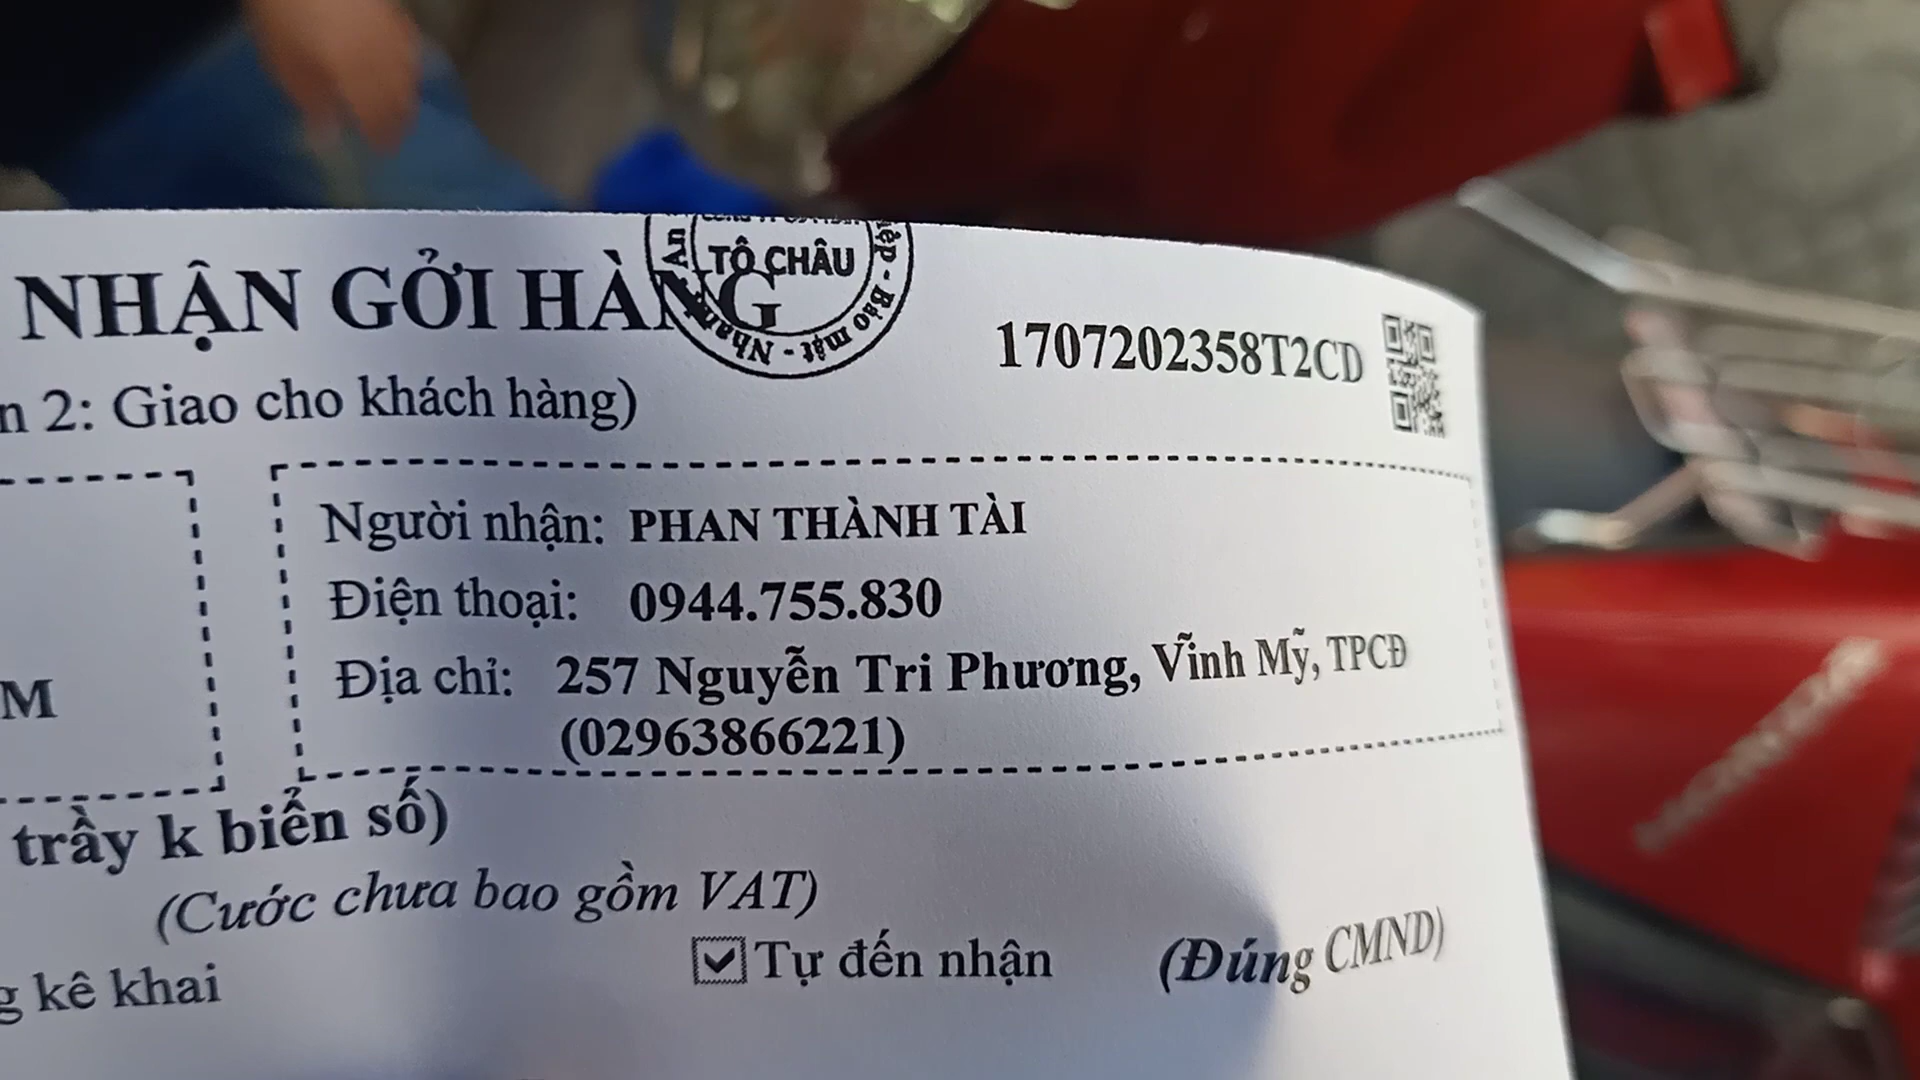 NHẬN GỞI HÀNG
TÔ CHÂU
1707202358T2CD
n 2: Giao cho khách hàng)
Người nhận: PHAN THÀNH TÀI
Điện thoại: 0944.755.830
Địa chỉ: 257 Nguyễn Tri Phương, Vĩnh Mỹ, TPCĐ
(02963866221)
M
trầy k biển số)
(Cước chưa bao gồm VAT)
Tự đến nhận (Đúng CMND)
g kê khai